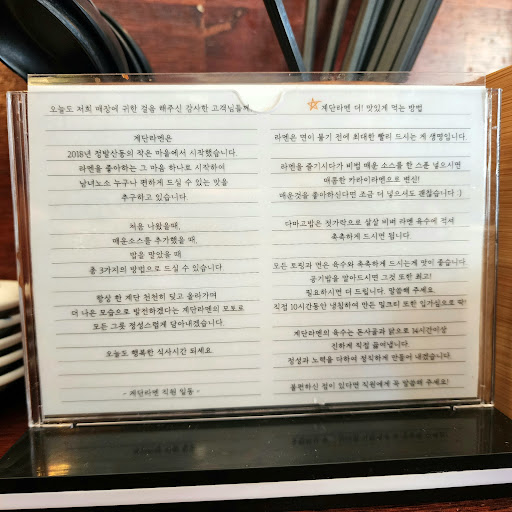 오늘도 저희 매장에 귀한 걸음 해주신 감사한 고객님들께
계단라멘은
2018년 정발산동의 작은 마을에서 시작했습니다
라멘을 좋아하는 그 마음 하나로 시작하여
남녀노소 누구나 편하게 드실 수 있는 맛을
추구하고 있습니다
처음 나왔을때,
매운소스를 추가했을 때,
밥을 말았을 때
총 3가지의 방법으로 드실 수 있습니다
항상 한 계단 천천히 딛고 올라가며
더 나은 모습으로 발전하겠다는 계단라멘의 모토로
모든 그릇 정성스럽게 담아내겠습니다.
오늘도 행복한 식사시간 되세요
- 계단라멘 직원 일동 -
계단라멘 더! 맛있게 먹는 방법
라멘은 면이 불기 전에 최대한 빨리 드시는 게 생명입니다.
라멘을 즐기시다가 비법 매운 소스를 한 스푼 넣으시면
매콤한 카라이라멘으로 변신!
매운것을 좋아하신다면 조금 더 넣으셔도 괜찮습니다 :)
다마고밥은 젓가락으로 살살 비벼 라멘 육수에 적셔
촉촉하게 드시면 됩니다
모든 토핑과 면은 육수와 촉촉하게 드시는게 맛이 좋습니다
공기밥을 말아드시면 그것 또한 최고!
필요하시면 더 드립니다. 말씀해 주세요.
직접 10시간동안 냉침하여 만든 밀크티 또한 입가심으로 딱!
계단라멘의 육수는 돈사골과 닭으로 14시간이상
진하게 직접 끓여냅니다.
정성과 노력을 더하여 정직하게 만들어 내겠습니다.
불편하신 점이 있다면 직원에게 꼭 말씀해 주세요!